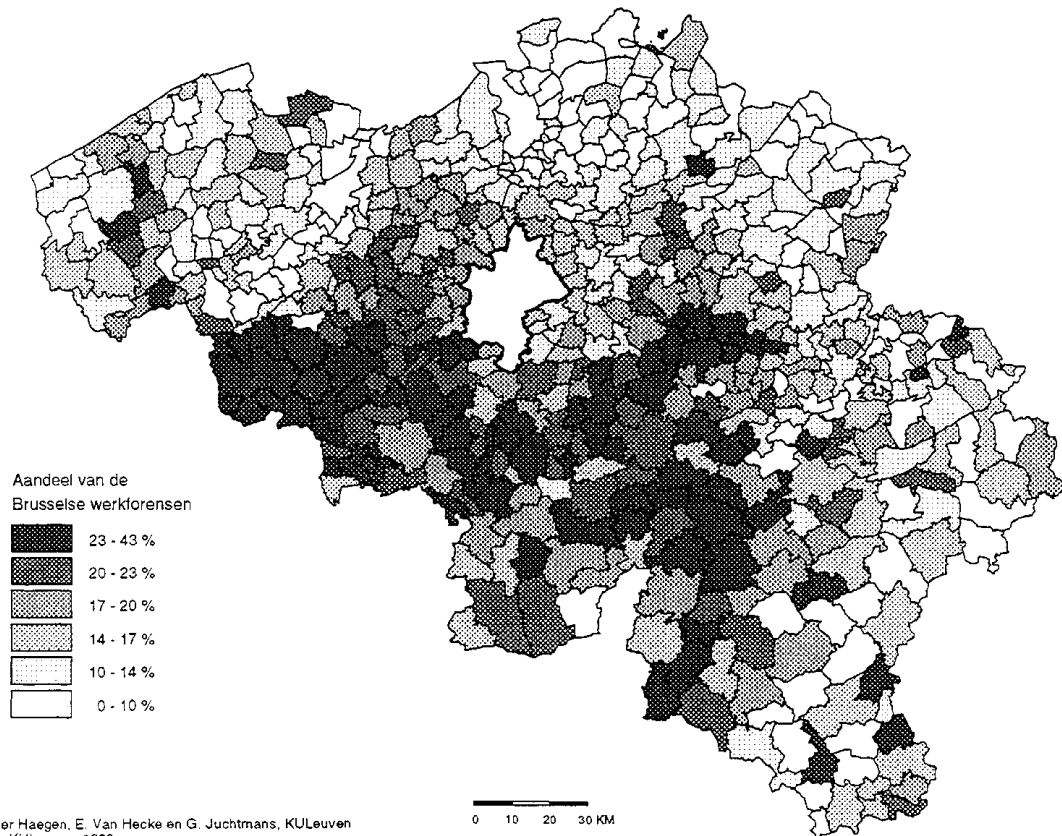 Aandeel van de
Brusselse werkforensen
23 - 43 %
20 - 23 %
17 - 20 %
14 - 17 %
10 - 14 %
0 - 10 %
0 10 20 30 KM
er Haegen, E. Van Hecke en G. Juchtmans, KULeuven